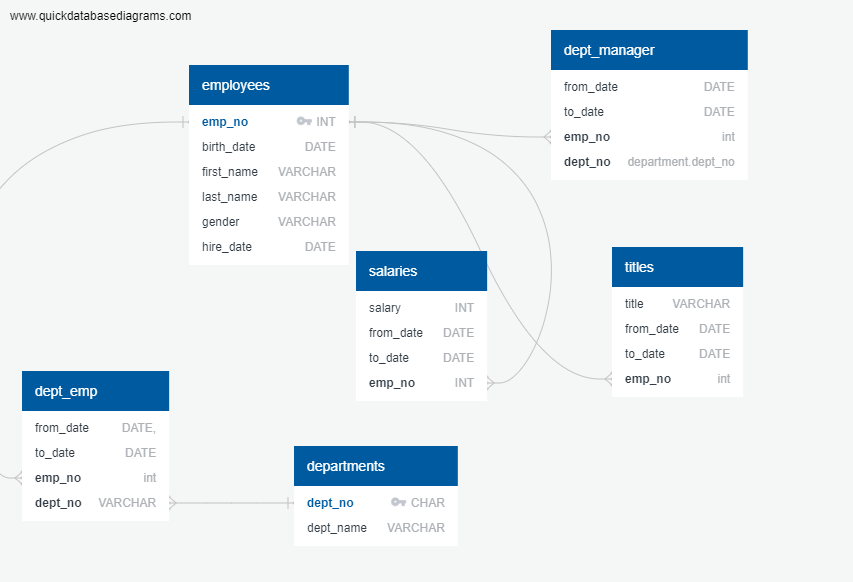 www.quickdatabasediagrams.com
dept_manager
from_date DATE
to_date DATE
emp_no int
dept_no department.dept_no
employees
emp_no INT
birth_date DATE
first_name VARCHAR
last_name VARCHAR
gender VARCHAR
hire_date DATE
salaries
salary INT
from_date DATE
to_date DATE
emp_no INT
titles
title VARCHAR
from_date DATE
to_date DATE
emp_no int
dept_emp
from_date DATE,
to_date DATE
emp_no int
dept_no VARCHAR
departments
dept_no CHAR
dept_name VARCHAR